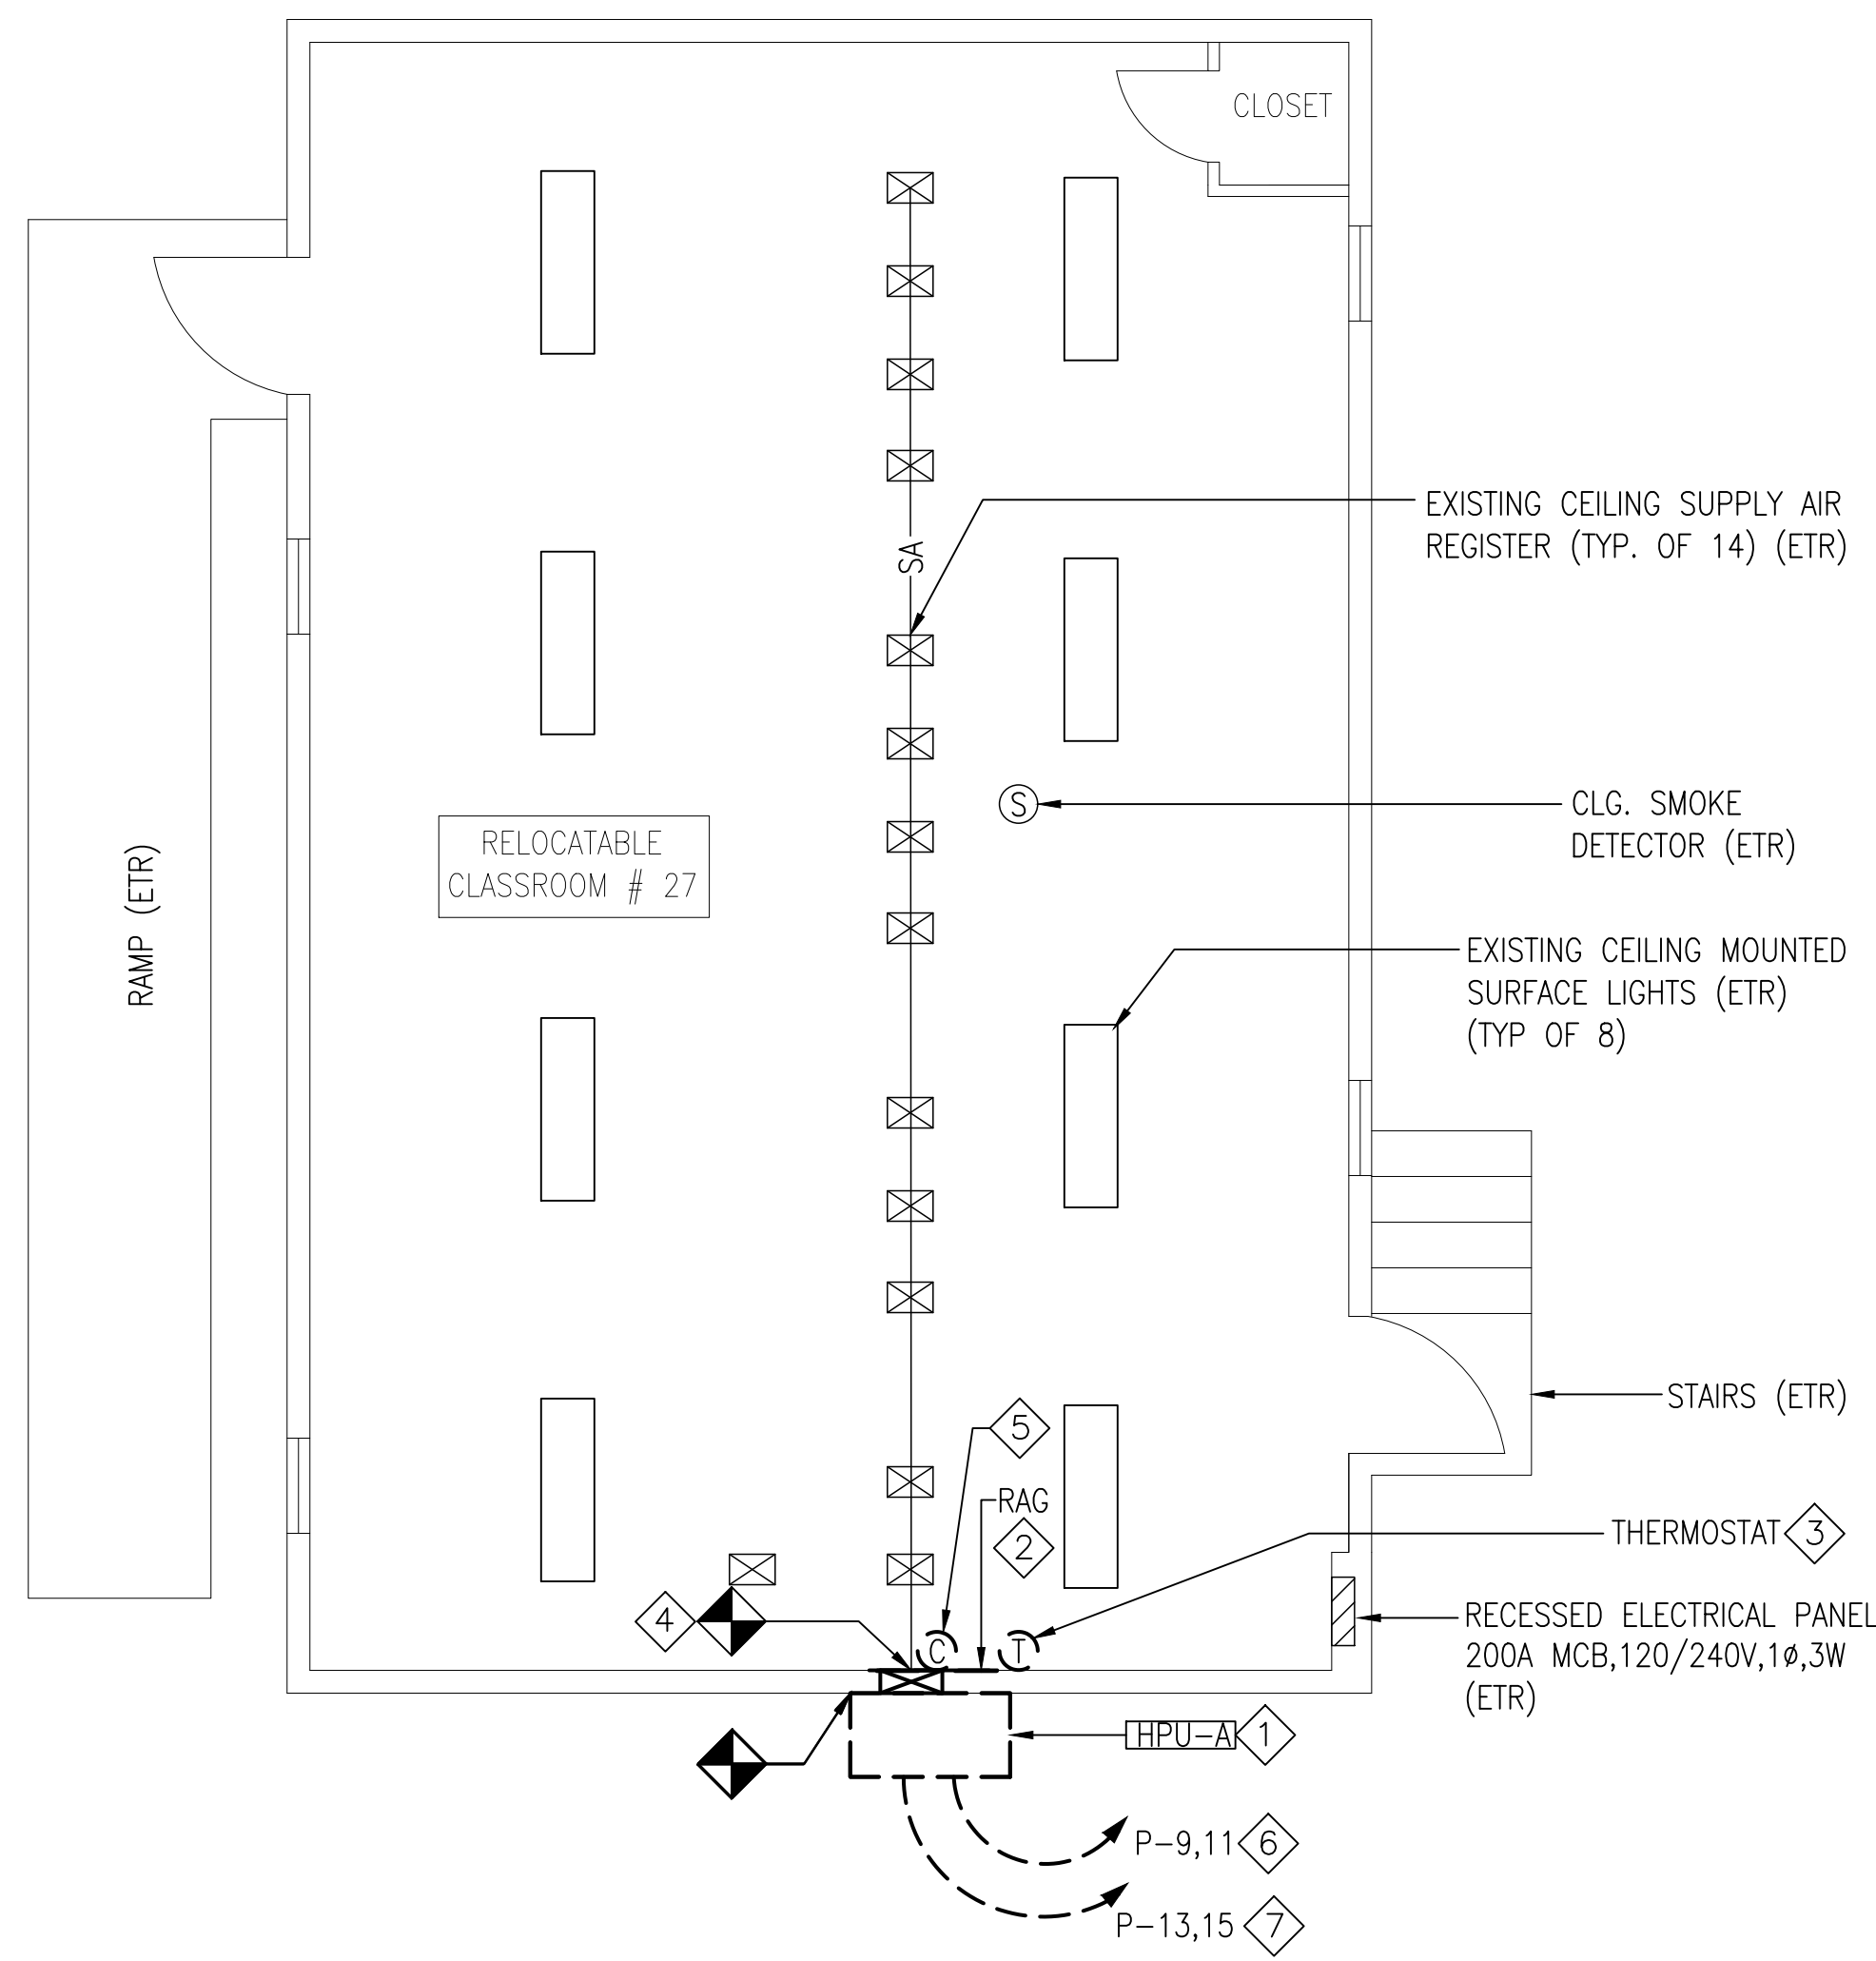 CLOSET
EXISTING CEILING SUPPLY AIR
REGISTER (TYP. OF 14) (ETR)
SA
CLG. SMOKE
DETECTOR (ETR)
S
RELOCATABLE
CLASSROOM # 27
RAMP (ETR)
EXISTING CEILING MOUNTED
SURFACE LIGHTS (ETR)
(TYP OF 8)
STAIRS (ETR)
5
RAG
2
THERMOSTAT 3
4
C
T
RECESSED ELECTRICAL PANEL
200A MCB,120/240V,1ø,3W
(ETR)
HPU-A 1
P-9,11 6
P-13,15 7